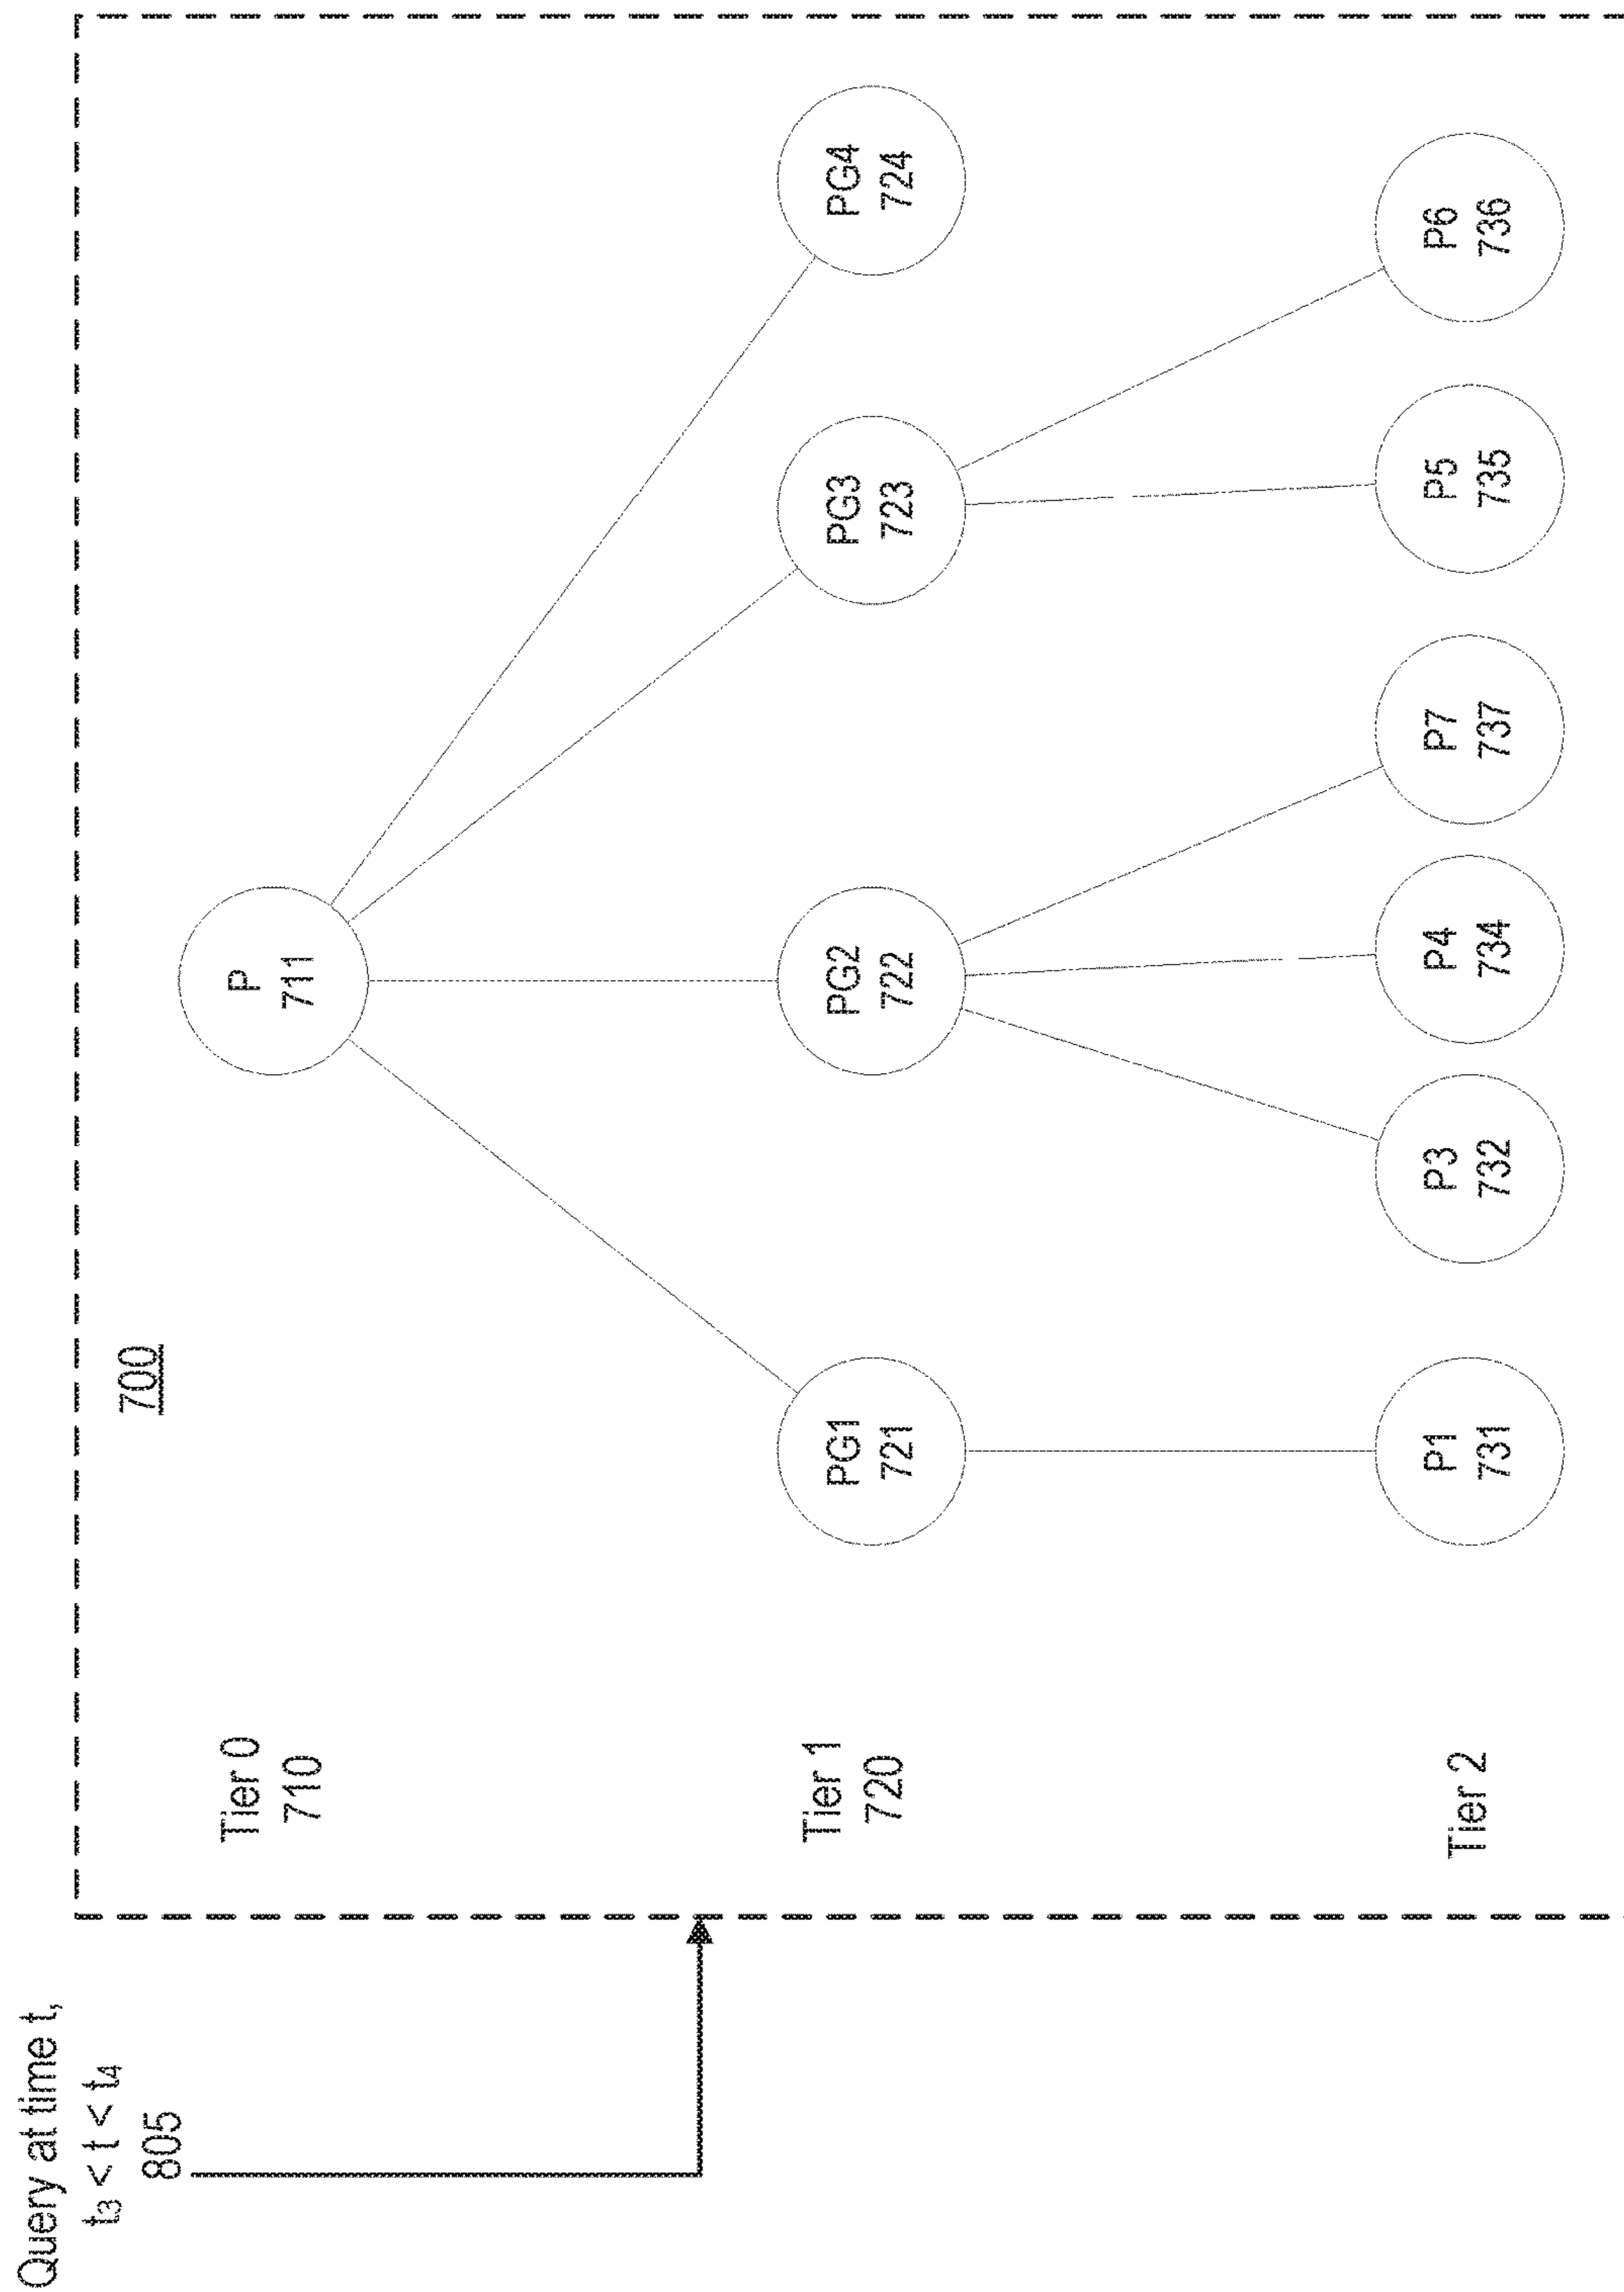 Query at time t,
t3 < t < t4
805
700
Tier 0
710
P
711
Tier 1
720
PG1
721
PG2
722
PG3
723
PG4
724
Tier 2
P1
731
P3
732
P4
734
P7
737
P5
735
P6
736